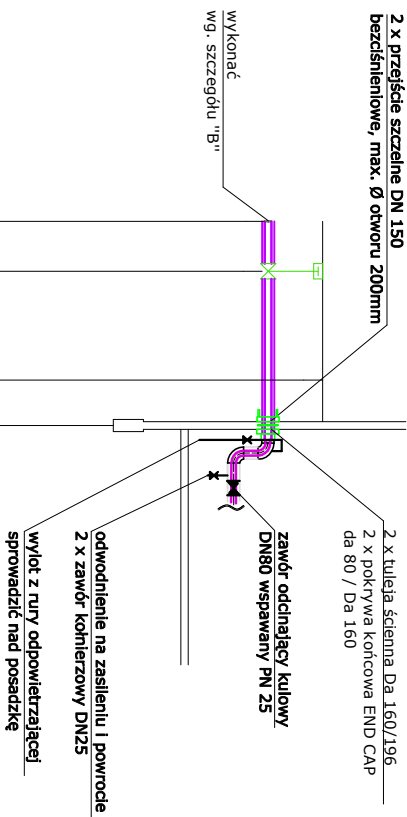 2 x przejście szczelne DN 150
bezciśnieniowe, max. Ø otworu 200mm
wykonać
wg. szczegółu "B"
2 x tuleja ścienna Da 160/196
2 x pokrywa końcowa END CAP
da 80 / Da 160
zawór odcinający kulowy
DN80 wspawany PN 25
odwodnienie na zasileniu i powrocie
2 x zawór kołnierzowy DN25
wylot z rury odpowietrzającej
sprowadzić nad posadzkę